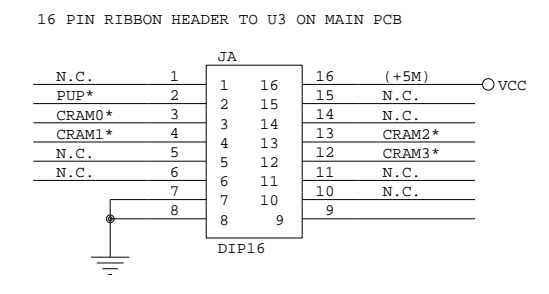 16 PIN RIBBON HEADER TO U3 ON MAIN PCB
JA
N.C. 1 1 16 16 (+5M) VCC
PUP* 2 2 15 15 N.C.
CRAM0* 3 3 14 14 N.C.
CRAM1* 4 4 13 13 CRAM2*
N.C. 5 5 12 12 CRAM3*
N.C. 6 6 11 11 N.C.
7 7 10 10 N.C.
8 8 9 9
DIP16